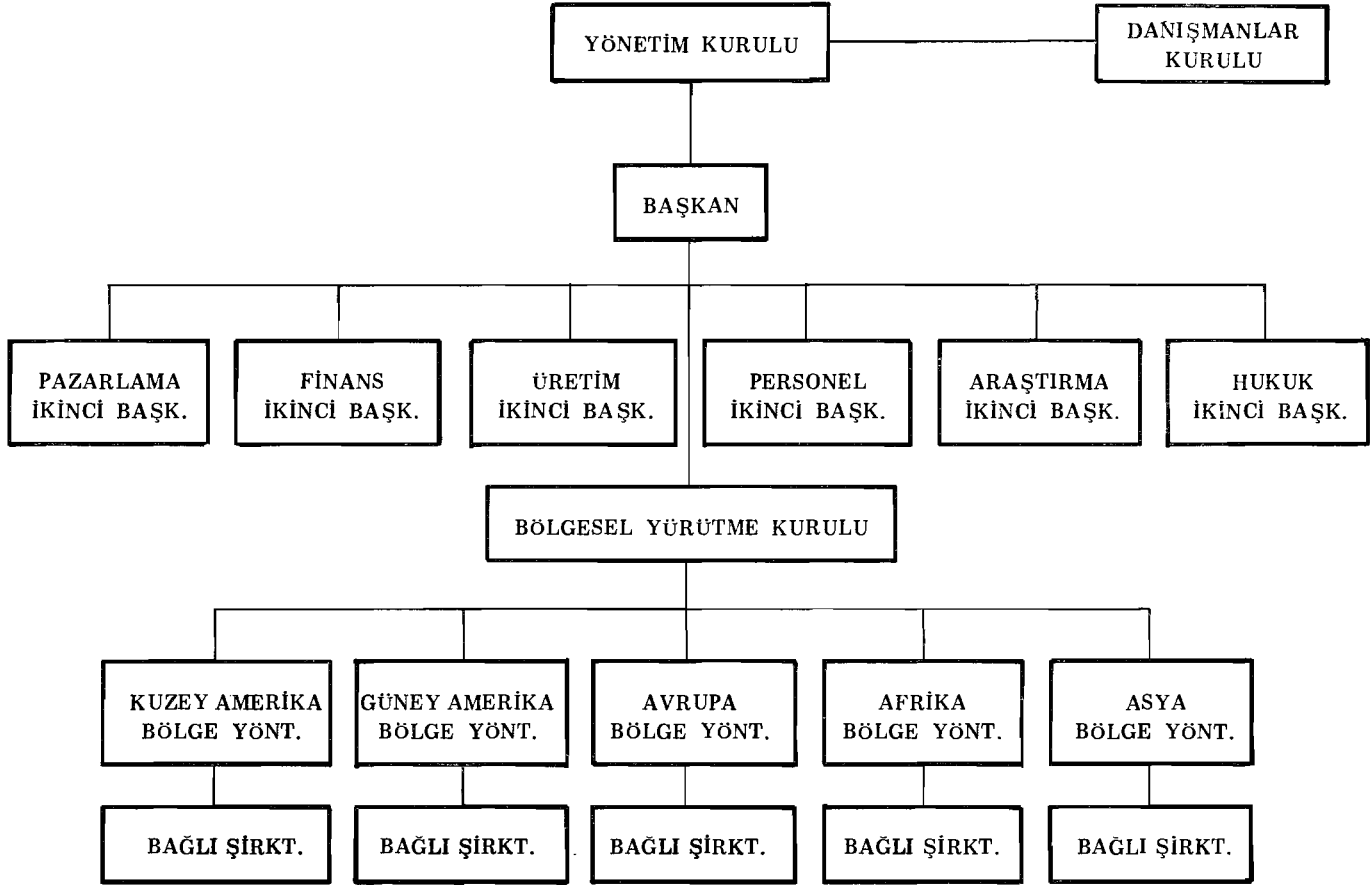 YÖNETİM KURULU
DANIŞMANLAR
KURULU
BAŞKAN
PAZARLAMA
İKİNCİ BAŞK.
FİNANS
İKİNCİ BAŞK.
ÜRETİM
İKİNCİ BAŞK.
PERSONEL
İKİNCİ BAŞK.
ARAŞTIRMA
İKİNCİ BAŞK.
HUKUK
İKİNCİ BAŞK.
BÖLGESEL YÜRÜTME KURULU
KUZEY AMERİKA
BÖLGE YÖNT.
GÜNEY AMERİKA
BÖLGE YÖNT.
AVRUPA
BÖLGE YÖNT.
AFRİKA
BÖLGE YÖNT.
ASYA
BÖLGE YÖNT.
BAĞLI ŞİRKT.
BAĞLI ŞİRKT.
BAĞLI ŞİRKT.
BAĞLI ŞİRKT.
BAĞLI ŞİRKT.